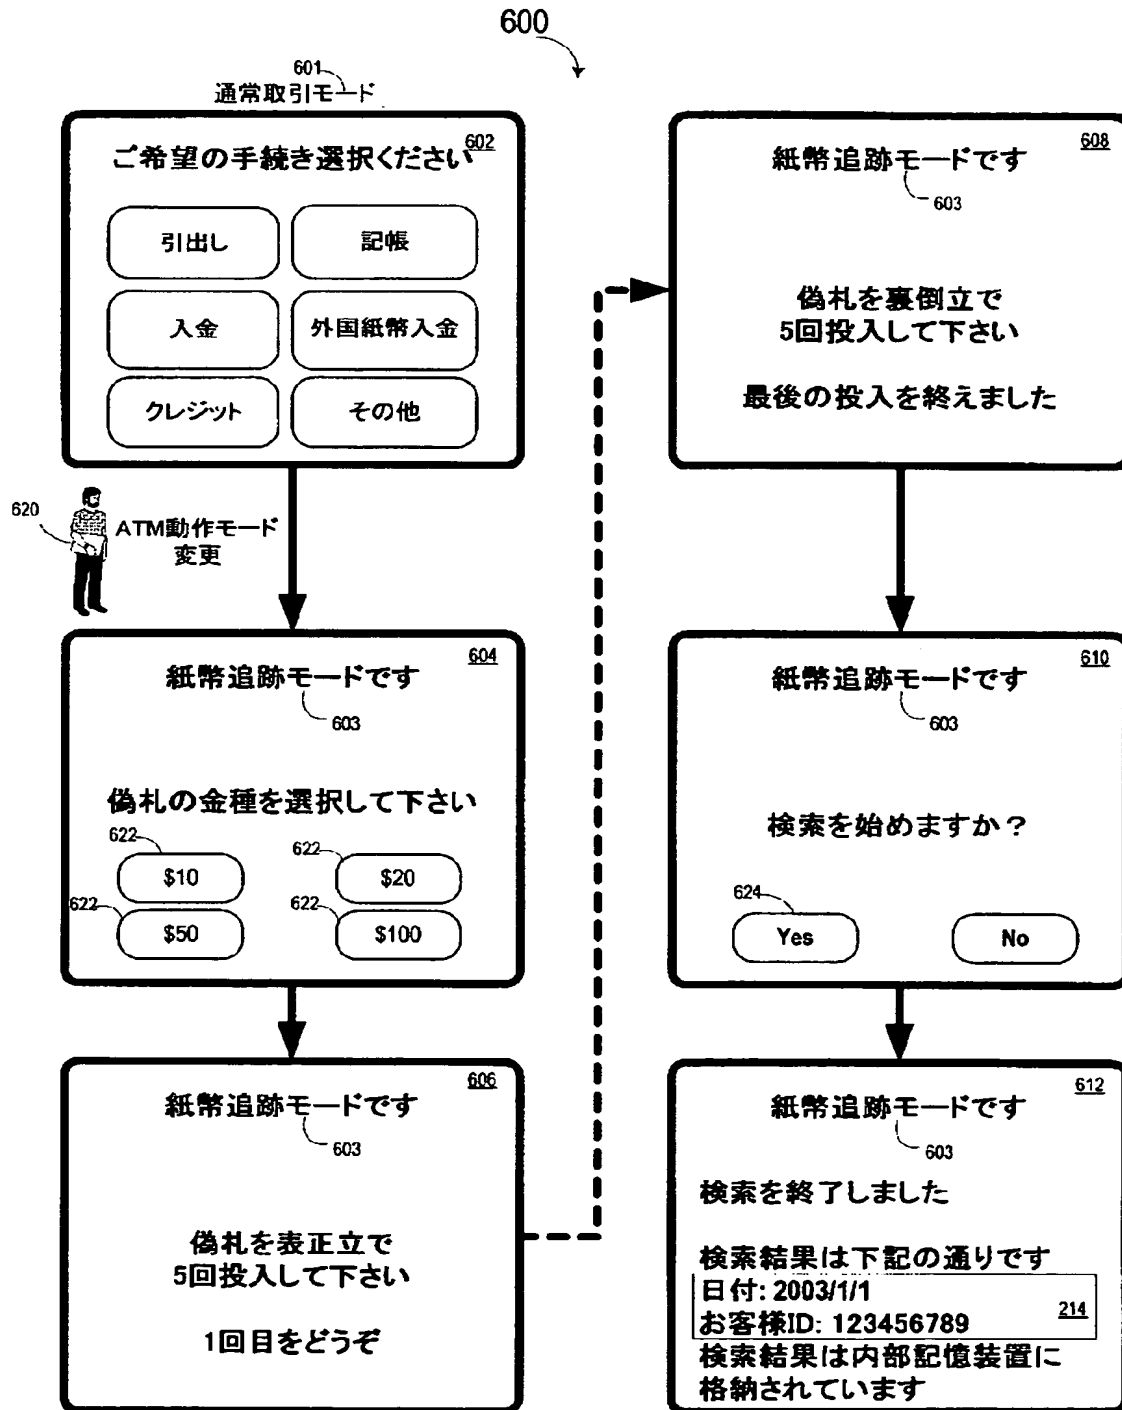 600
601
通常取引モード
602
ご希望の手続き選択ください
引出し
記帳
入金
外国紙幣入金
クレジット
その他
620
ATM動作モード
変更
604
紙幣追跡モードです
603
偽札の金種を選択して下さい
622
$10
622
$20
622
$50
622
$100
606
紙幣追跡モードです
603
偽札を表正立で
5回投入して下さい
1回目をどうぞ
608
紙幣追跡モードです
603
偽札を裏倒立で
5回投入して下さい
最後の投入を終えました
610
紙幣追跡モードです
603
検索を始めますか？
624
Yes
No
612
紙幣追跡モードです
603
検索を終了しました
検索結果は下記の通りです
日付: 2003/1/1
お客様ID: 123456789
214
検索結果は内部記憶装置に
格納されています